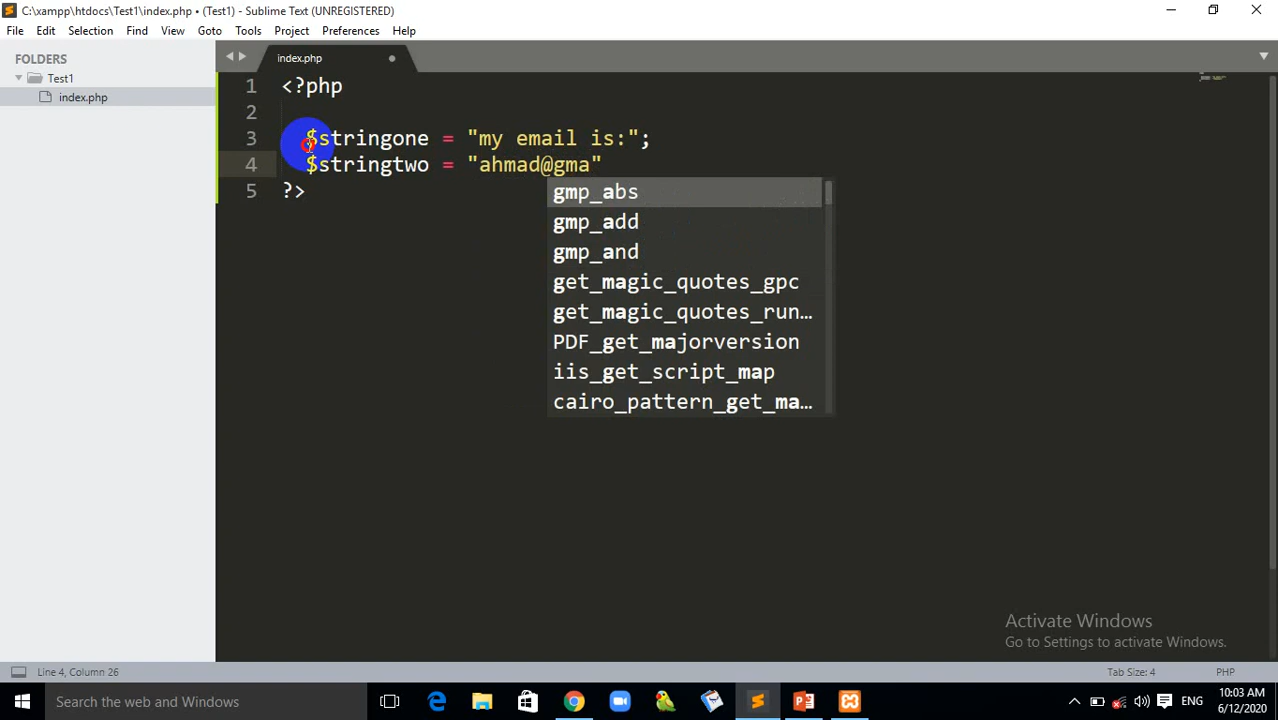 C:\xampp\htdocs\Test1\index.php • (Test1) - Sublime Text (UNREGISTERED)
File Edit Selection Find View Goto Tools Project Preferences Help
FOLDERS
Test1
index.php
index.php
1 <?php
2
3 $stringone = "my email is:";
4 $stringtwo = "ahmad@gma"
5 ?>
gmp_abs
gmp_add
gmp_and
get_magic_quotes_gpc
get_magic_quotes_run…
PDF_get_majorversion
iis_get_script_map
cairo_pattern_get_ma…
Activate Windows
Go to Settings to activate Windows.
Line 4, Column 26
Tab Size: 4
PHP
Search the web and Windows
ENG
10:03 AM
6/12/2020